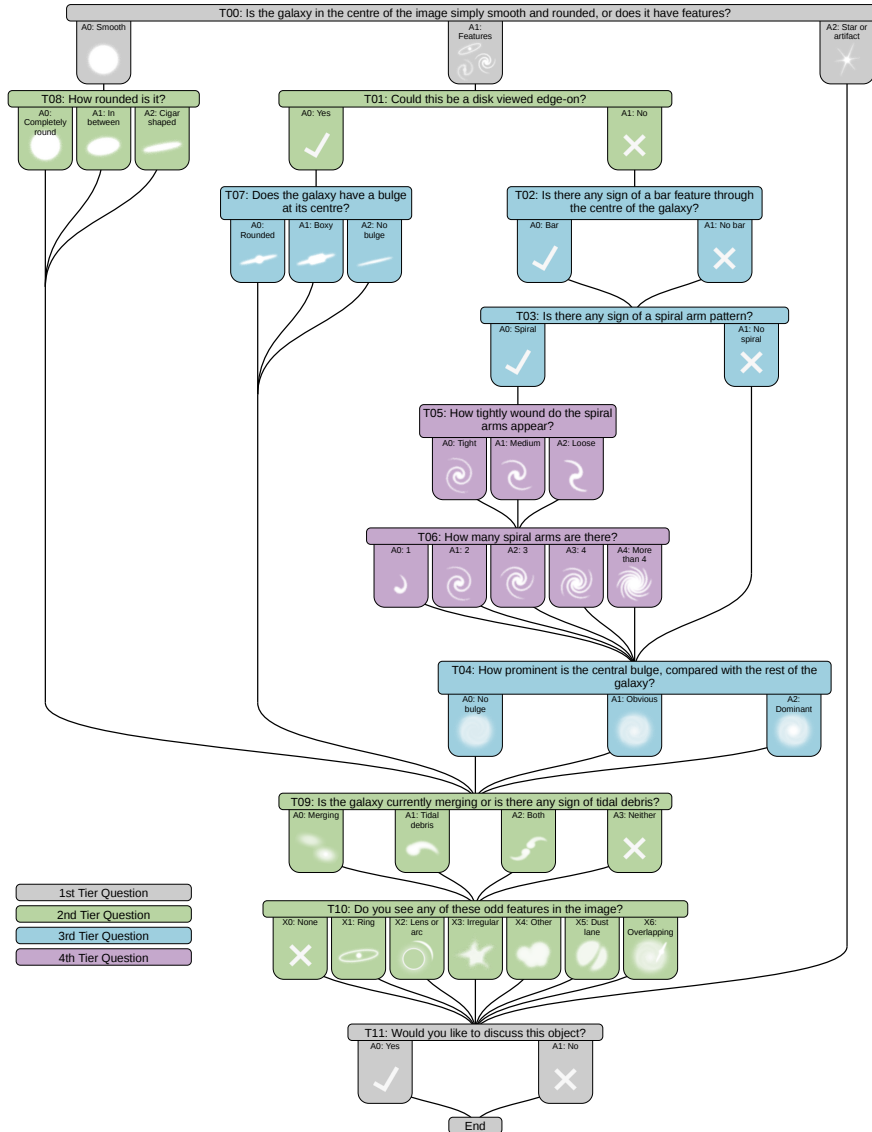 T00: Is the galaxy in the centre of the image simply smooth and rounded, or does it have features?
A0: Smooth
A1:
Features
A2: Star or
artifact
T08: How rounded is it?
A0:
Completely
round
A1: In
between
A2: Cigar
shaped
T01: Could this be a disk viewed edge-on?
A0: Yes
A1: No
T07: Does the galaxy have a bulge
at its centre?
A0:
Rounded
A1: Boxy
A2: No
bulge
T02: Is there any sign of a bar feature through
the centre of the galaxy?
A0: Bar
A1: No bar
T03: Is there any sign of a spiral arm pattern?
A0: Spiral
A1: No
spiral
T05: How tightly wound do the spiral
arms appear?
A0: Tight
A1: Medium
A2: Loose
T06: How many spiral arms are there?
A0: 1
A1: 2
A2: 3
A3: 4
A4: More
than 4
T04: How prominent is the central bulge, compared with the rest of the
galaxy?
A0: No
bulge
A1: Obvious
A2:
Dominant
T09: Is the galaxy currently merging or is there any sign of tidal debris?
A0: Merging
A1: Tidal
debris
A2: Both
A3: Neither
1st Tier Question
2nd Tier Question
3rd Tier Question
4th Tier Question
T10: Do you see any of these odd features in the image?
X0: None
X1: Ring
X2: Lens or
arc
X3: Irregular
X4: Other
X5: Dust
lane
X6:
Overlapping
T11: Would you like to discuss this object?
A0: Yes
A1: No
End